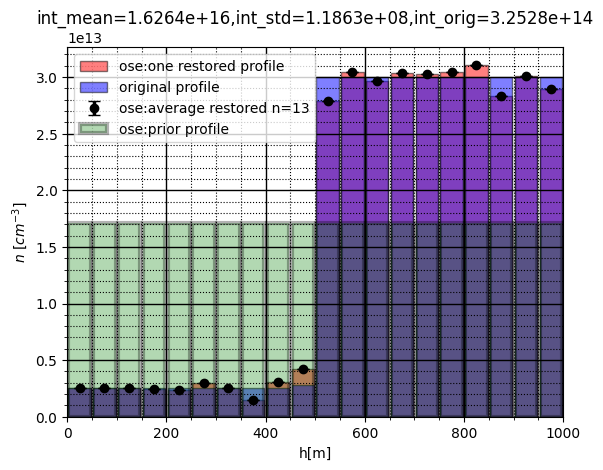 int_mean=1.6264e+16,int_std=1.1863e+08,int_orig=3.2528e+14
1e13
ose:one restored profile
original profile
ose:average restored n=13
ose:prior profile
3.0
2.5
2.0
1.5
1.0
0.5
0.0
n [cm⁻³]
0 200 400 600 800 1000
h[m]